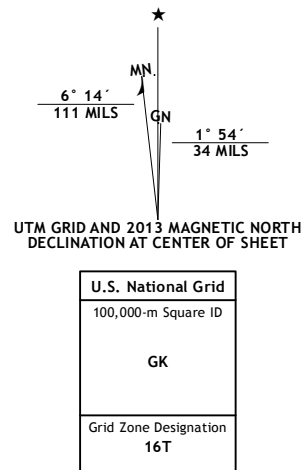 ★
MN.
GN
6° 14´
111 MILS
1° 54´
34 MILS
UTM GRID AND 2013 MAGNETIC NORTH
DECLINATION AT CENTER OF SHEET
U.S. National Grid
100,000-m Square ID
GK
Grid Zone Designation
16T